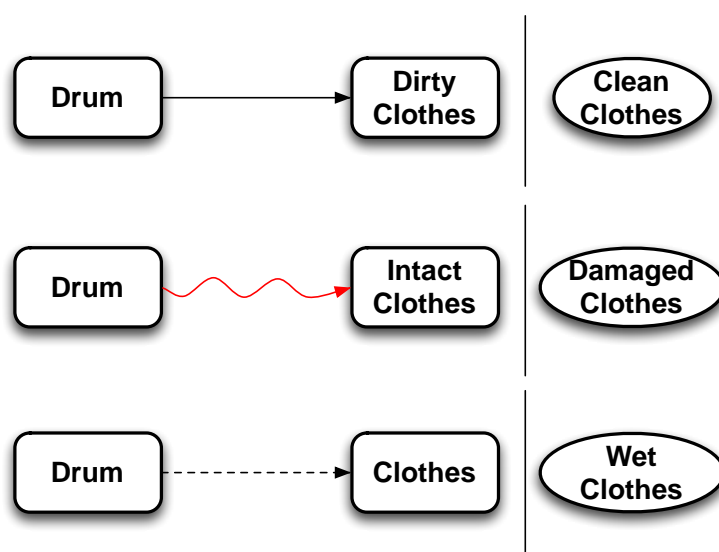 Drum
Dirty
Clothes
Clean
Clothes
Drum
Intact
Clothes
Damaged
Clothes
Drum
Clothes
Wet
Clothes